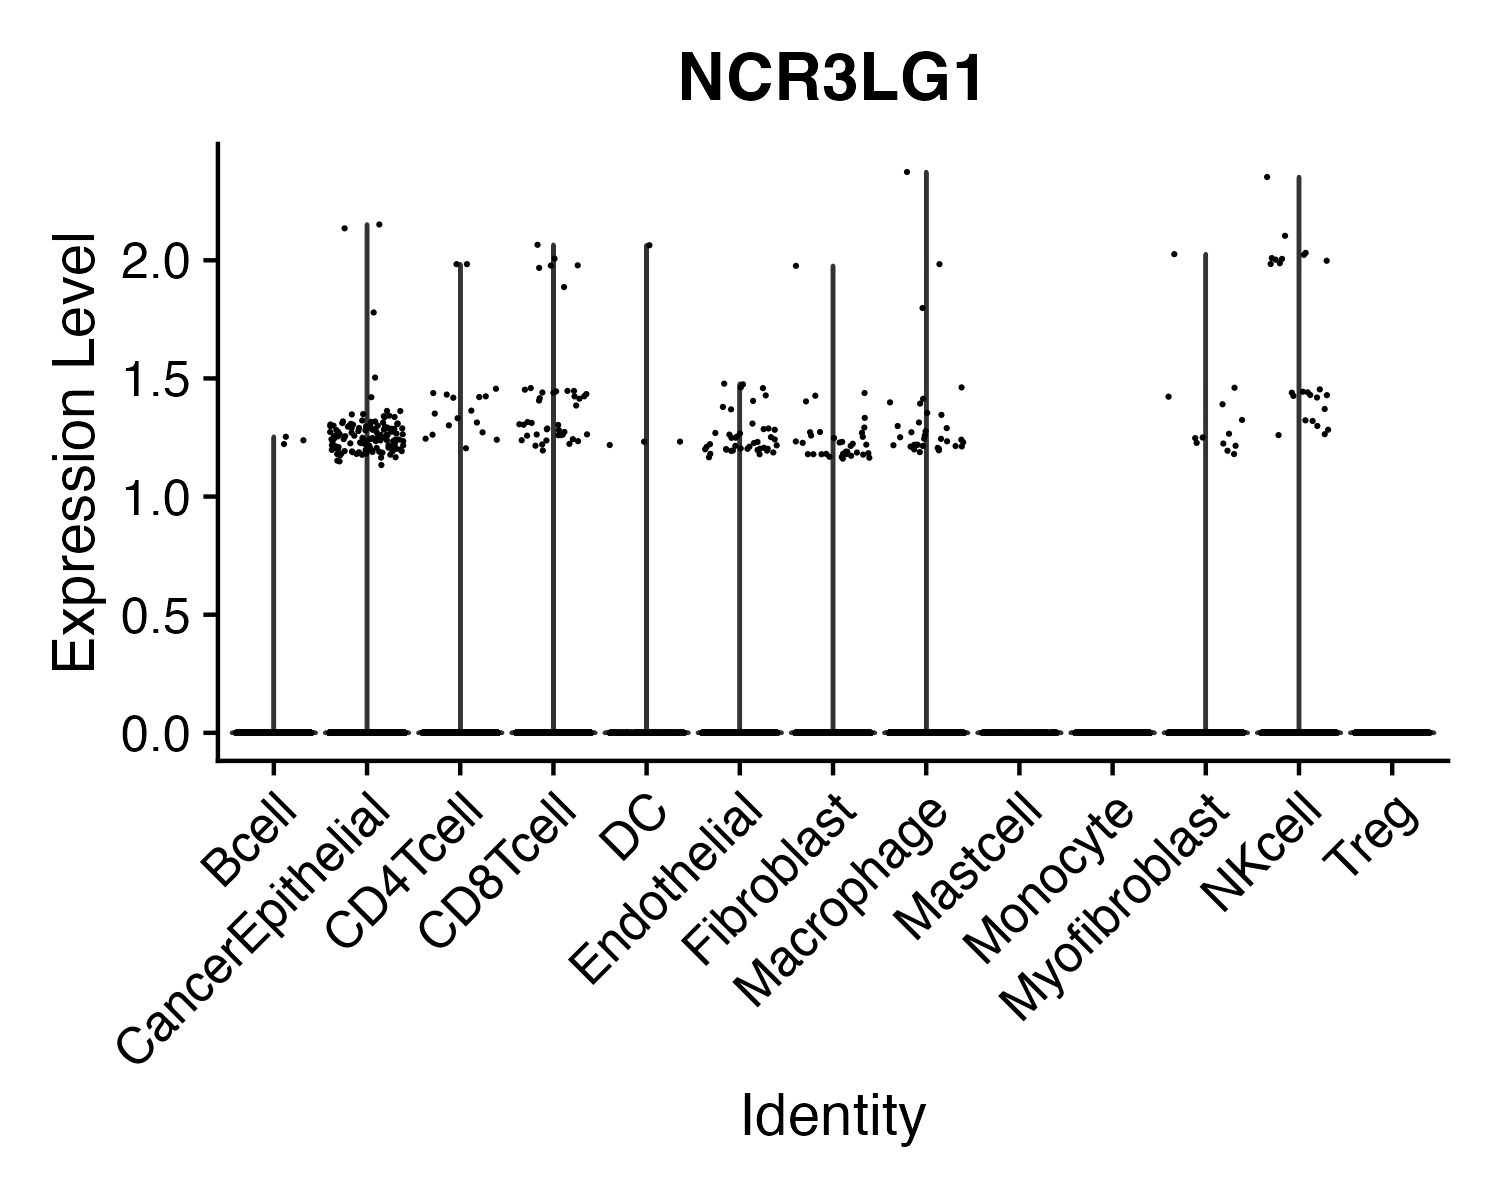 NCR3LG1
Expression Level
2.0
1.5
1.0
0.5
0.0
Bcell
CancerEpithelial
CD4Tcell
CD8Tcell
DC
Endothelial
Fibroblast
Macrophage
Mastcell
Monocyte
Myofibroblast
NKcell
Treg
Identity